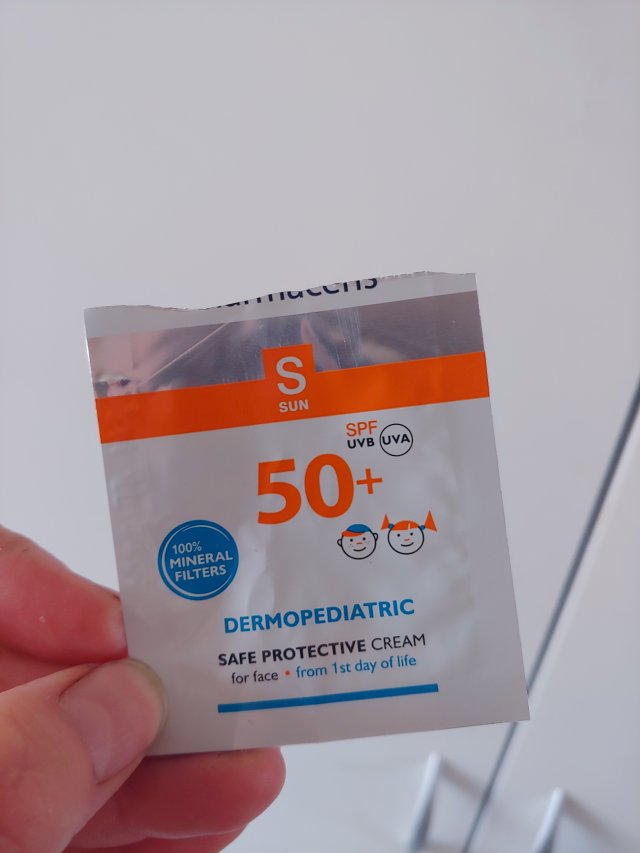 S
SUN
SPF
UVB UVA
50+
100%
MINERAL
FILTERS
DERMOPEDIATRIC
SAFE PROTECTIVE CREAM
for face • from 1st day of life